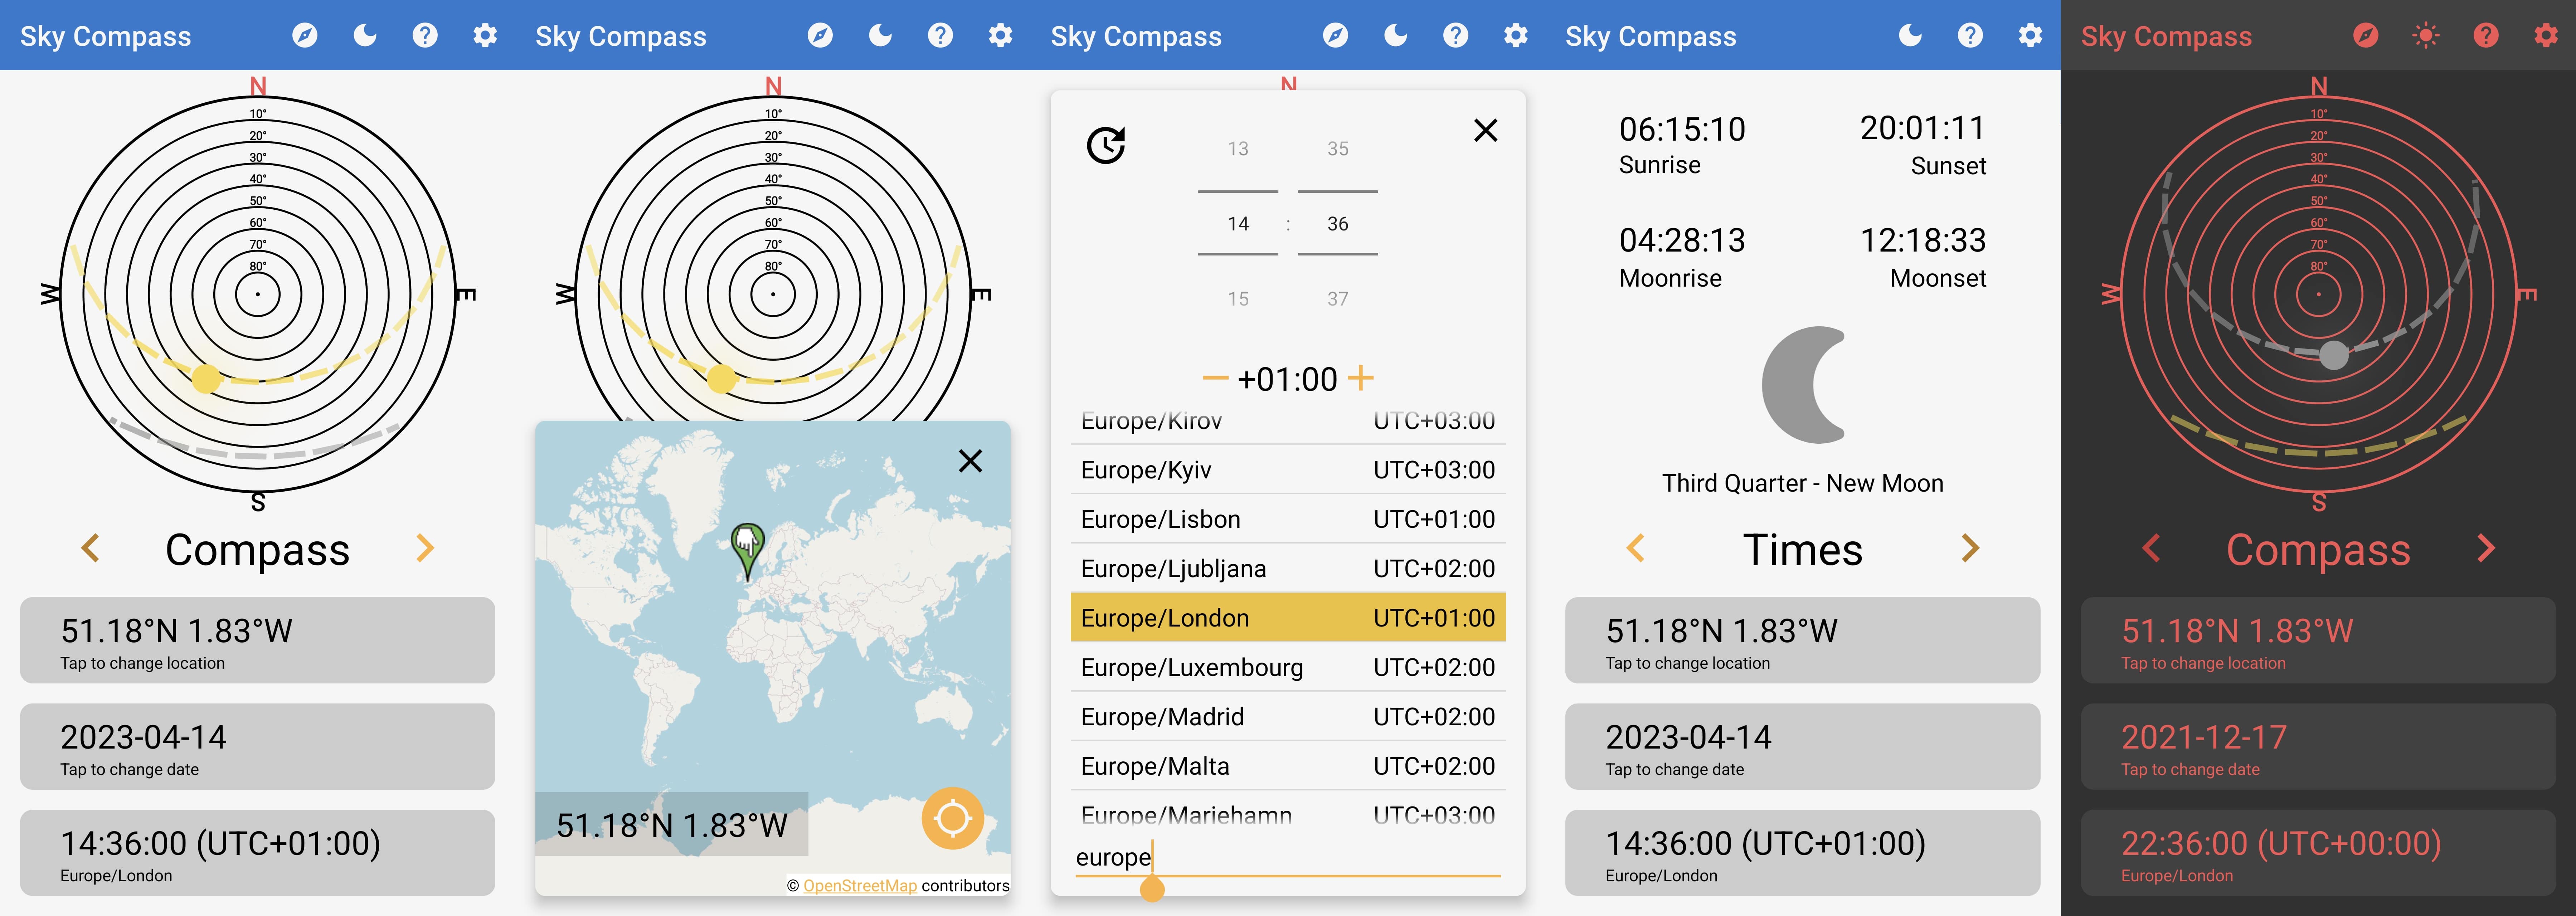 Sky Compass
N
10°
20°
30°
40°
50°
60°
70°
80°
W
E
S
Compass
51.18°N 1.83°W
Tap to change location
2023-04-14
Tap to change date
14:36:00 (UTC+01:00)
Europe/London
Sky Compass
N
10°
20°
30°
40°
50°
60°
70°
80°
W
E
51.18°N 1.83°W
© OpenStreetMap contributors
Sky Compass
N
13 35
14 : 36
15 37
+01:00
Europe/Kirov UTC+03:00
Europe/Kyiv UTC+03:00
Europe/Lisbon UTC+01:00
Europe/Ljubljana UTC+02:00
Europe/London UTC+01:00
Europe/Luxembourg UTC+02:00
Europe/Madrid UTC+02:00
Europe/Malta UTC+02:00
Europe/Mariehamn UTC+03:00
europe
Sky Compass
06:15:10 20:01:11
Sunrise Sunset
04:28:13 12:18:33
Moonrise Moonset
Third Quarter - New Moon
Times
51.18°N 1.83°W
Tap to change location
2023-04-14
Tap to change date
14:36:00 (UTC+01:00)
Europe/London
Sky Compass
N
10°
20°
30°
40°
50°
60°
70°
80°
W
E
S
Compass
51.18°N 1.83°W
Tap to change location
2021-12-17
Tap to change date
22:36:00 (UTC+00:00)
Europe/London